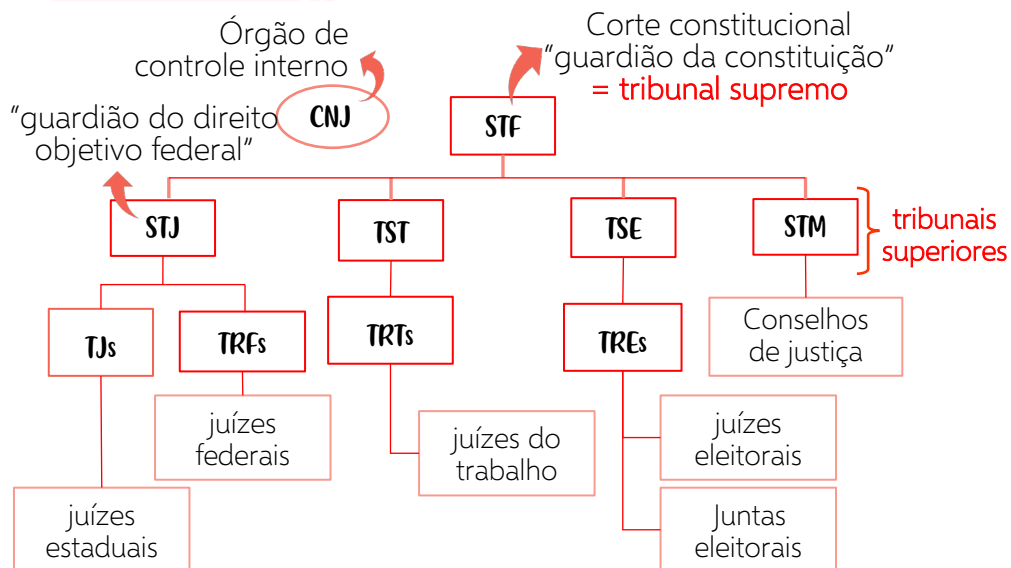 Órgão de
controle interno
Corte constitucional
"guardião da constituição"
= tribunal supremo
CNJ
STF
"guardião do direito
objetivo federal"
STJ
TST
TSE
STM
tribunais
superiores
TJs
TRFs
TRTs
TREs
Conselhos
de justiça
juízes
federais
juízes do
trabalho
juízes
eleitorais
juízes
estaduais
Juntas
eleitorais